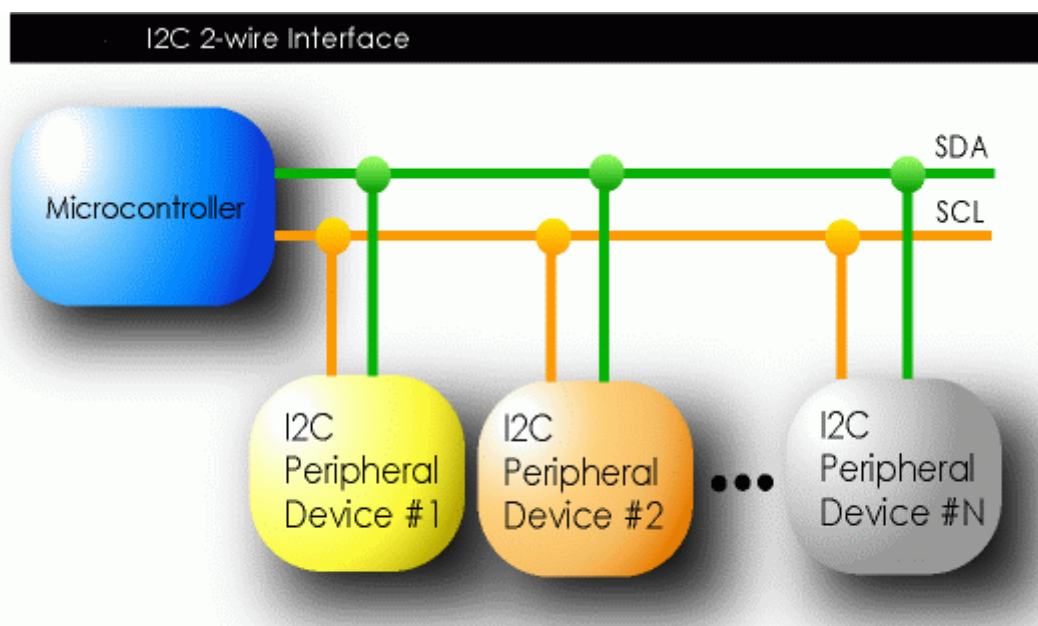 I2C 2-wire Interface
SDA
Microcontroller
SCL
I2C
Peripheral
Device #1
I2C
Peripheral
Device #2
I2C
Peripheral
Device #N